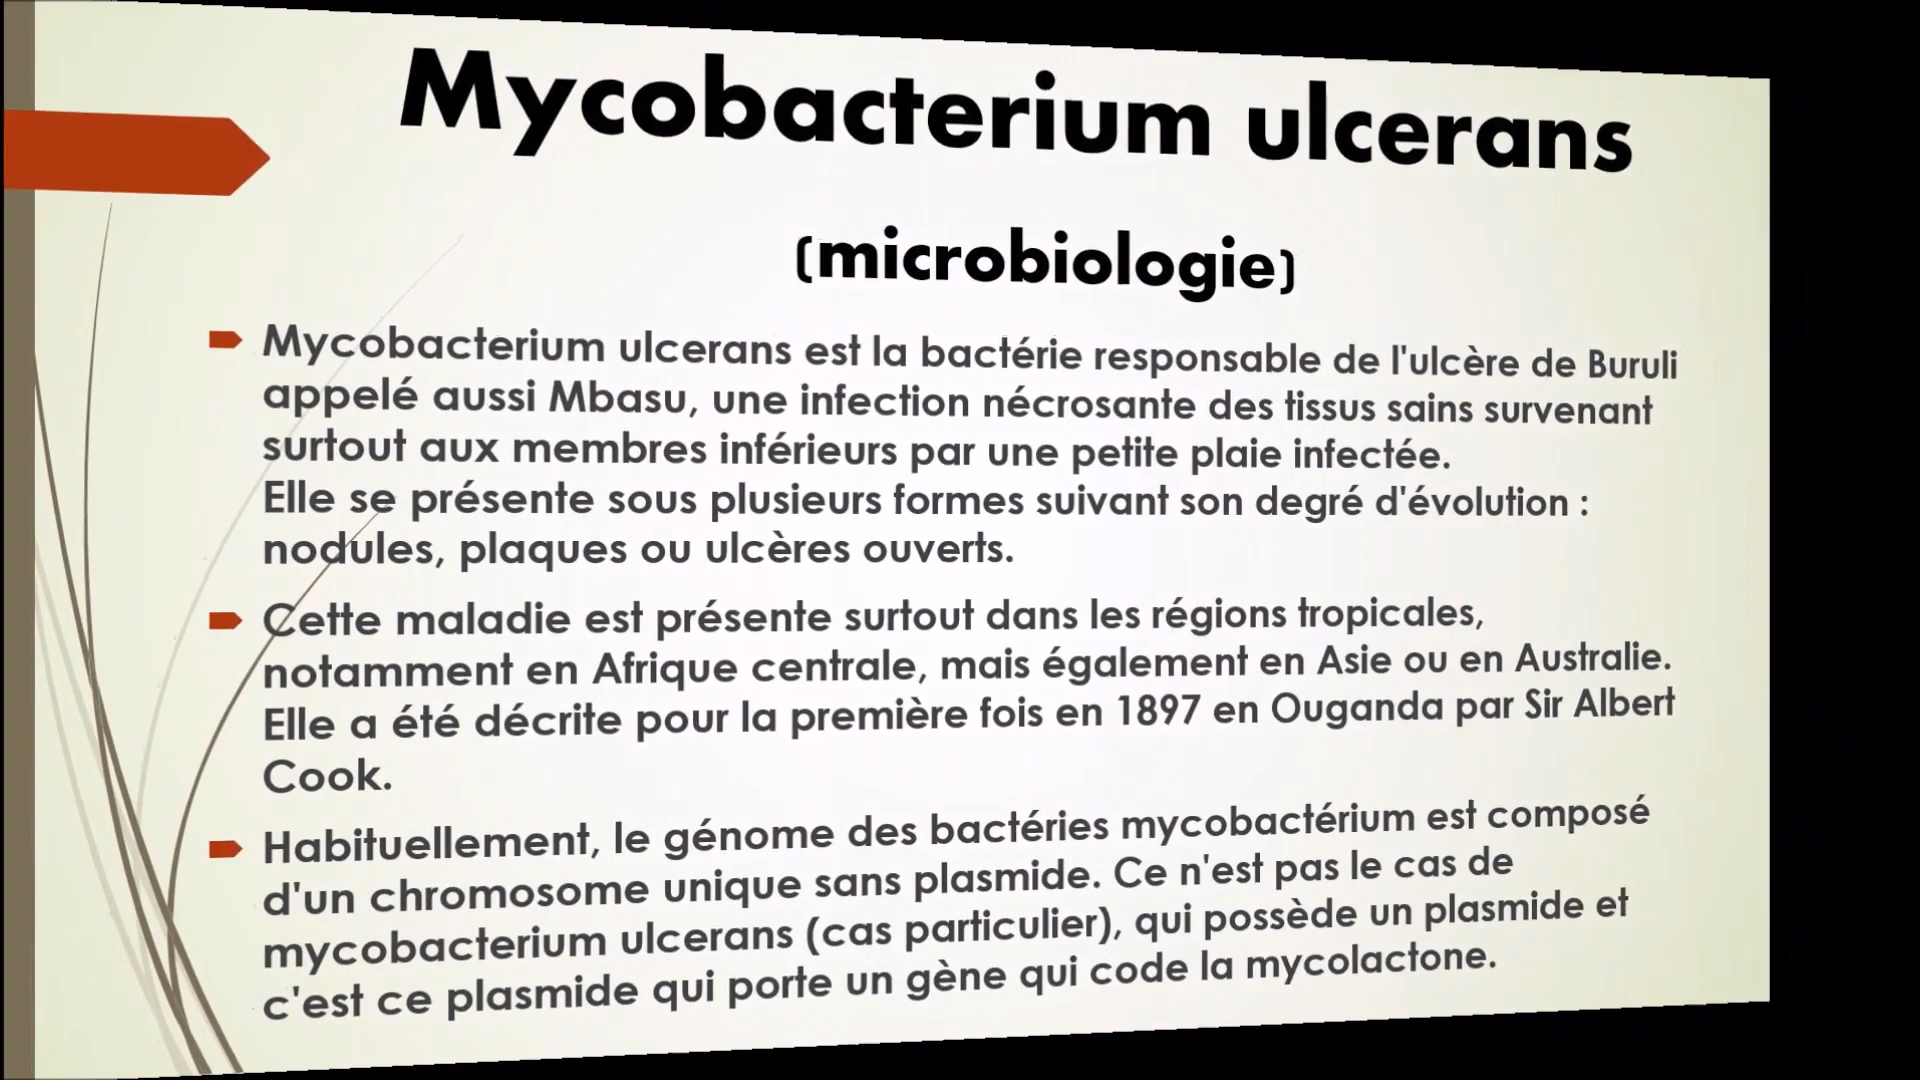 Mycobacterium ulcerans
(microbiologie)
Mycobacterium ulcerans est la bactérie responsable de l'ulcère de Buruli
appelé aussi Mbasu, une infection nécrosante des tissus sains survenant
surtout aux membres inférieurs par une petite plaie infectée.
Elle se présente sous plusieurs formes suivant son degré d'évolution :
nodules, plaques ou ulcères ouverts.
Cette maladie est présente surtout dans les régions tropicales,
notamment en Afrique centrale, mais également en Asie ou en Australie.
Elle a été décrite pour la première fois en 1897 en Ouganda par Sir Albert
Cook.
Habituellement, le génome des bactéries mycobactérium est composé
d'un chromosome unique sans plasmide. Ce n'est pas le cas de
mycobacterium ulcerans (cas particulier), qui possède un plasmide et
c'est ce plasmide qui porte un gène qui code la mycolactone.